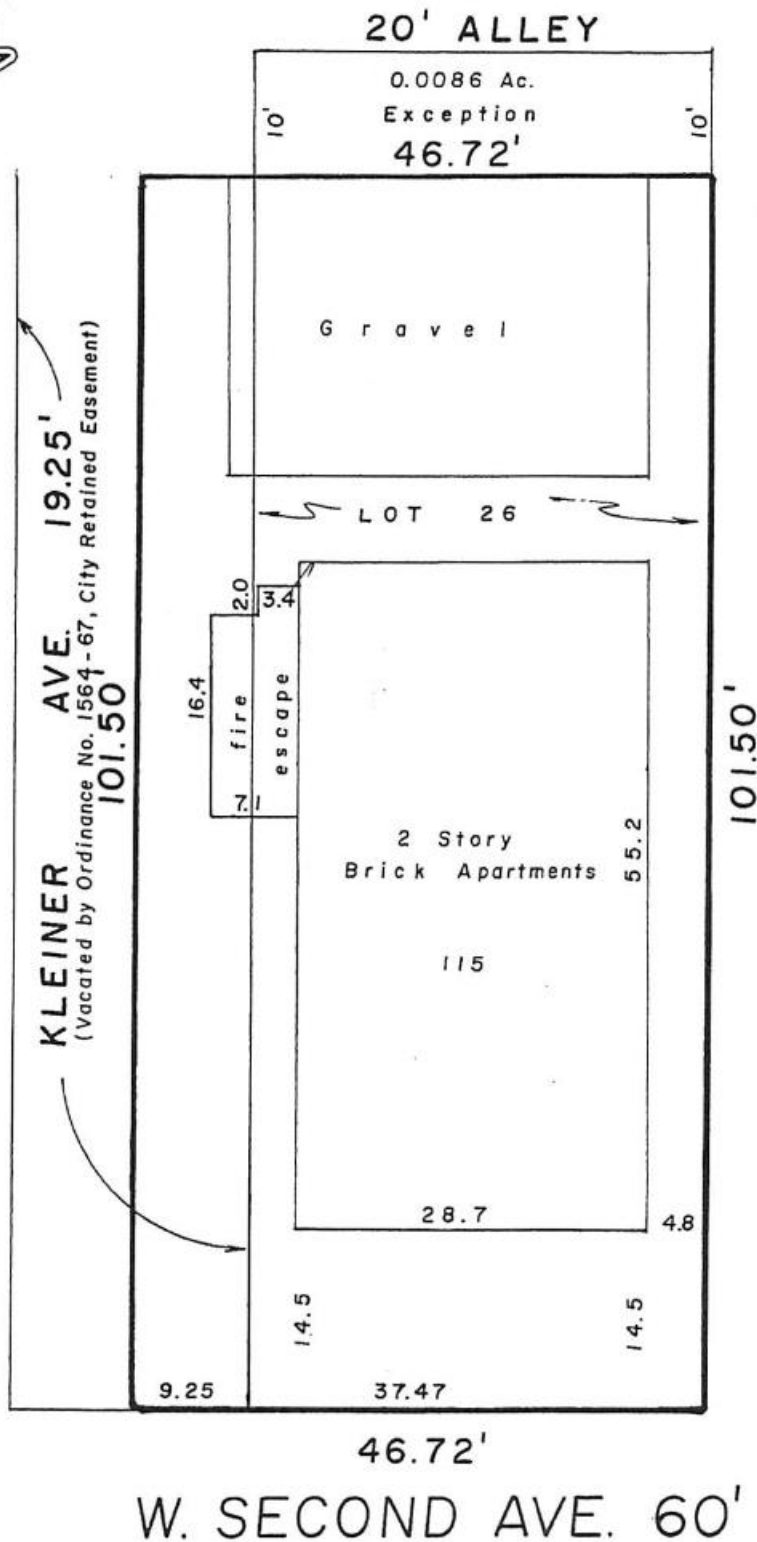 20' ALLEY
0.0086 Ac.
Exception
10'
10'
46.72'
Gravel
KLEINER AVE. 19.25'
(Vacated by Ordinance No. 1564-67, City Retained Easement)
101.50'
LOT 26
2.0
3.4
16.4
fire
escape
7.1
101.50'
2 Story
Brick Apartments
55.2
115
28.7
4.8
14.5
14.5
9.25
37.47
46.72'
W. SECOND AVE. 60'